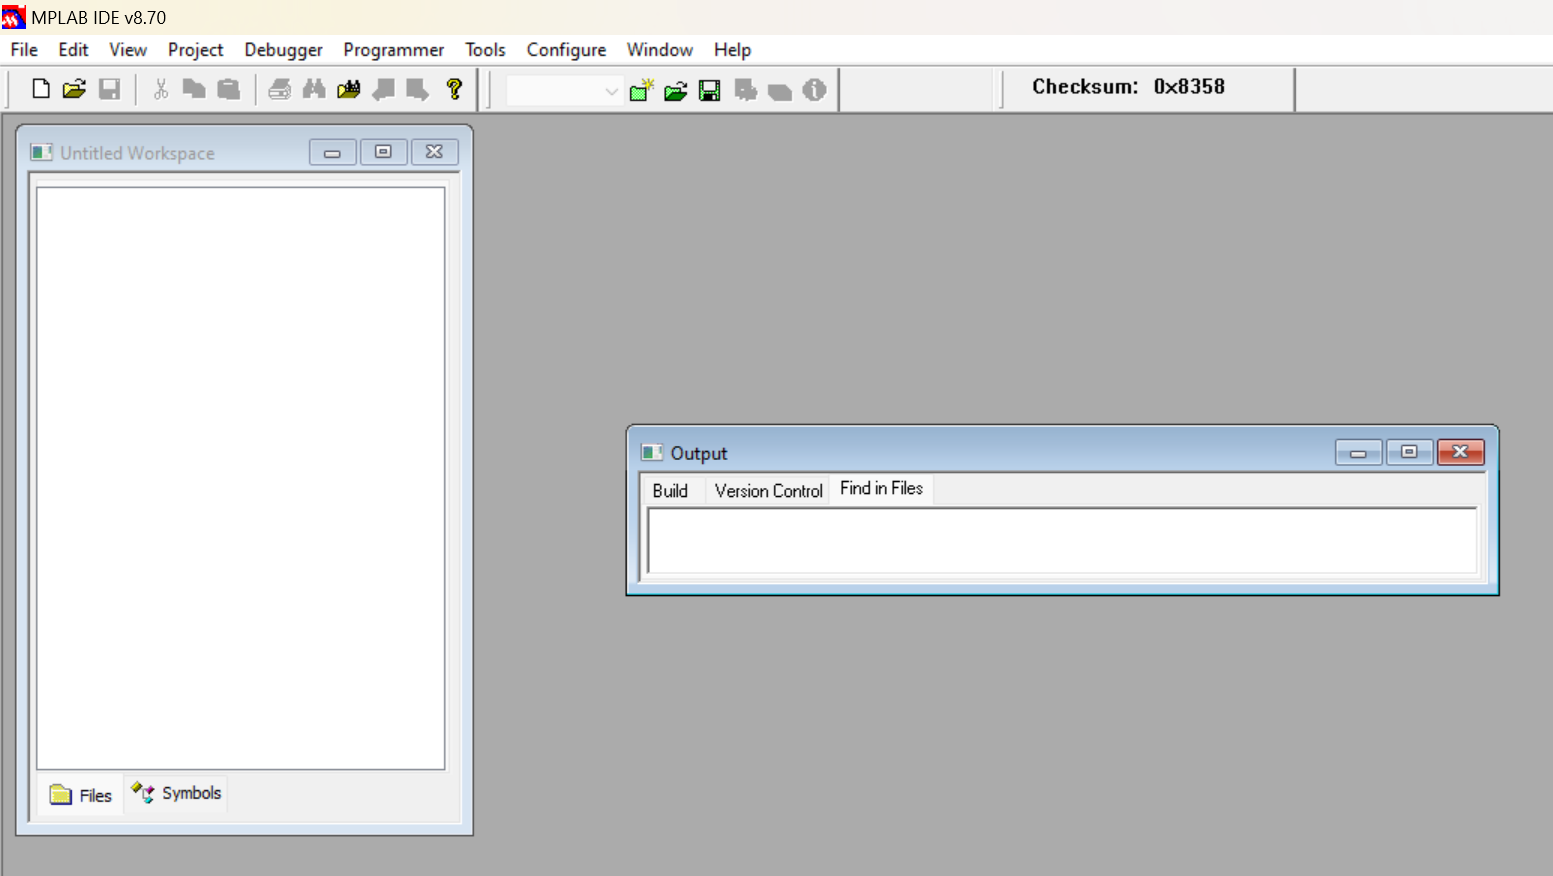 MPLAB IDE v8.70
File Edit View Project Debugger Programmer Tools Configure Window Help
Checksum: 0x8358
Untitled Workspace
Files Symbols
Output
Build Version Control Find in Files